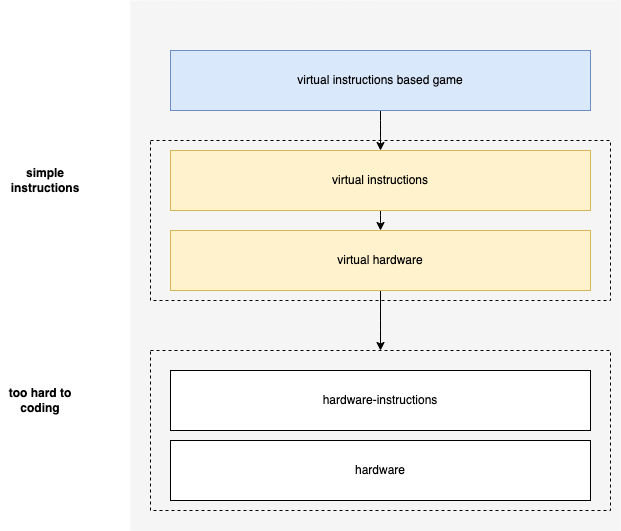 virtual instructions based game
simple
instructions
virtual instructions
virtual hardware
too hard to
coding
hardware-instructions
hardware